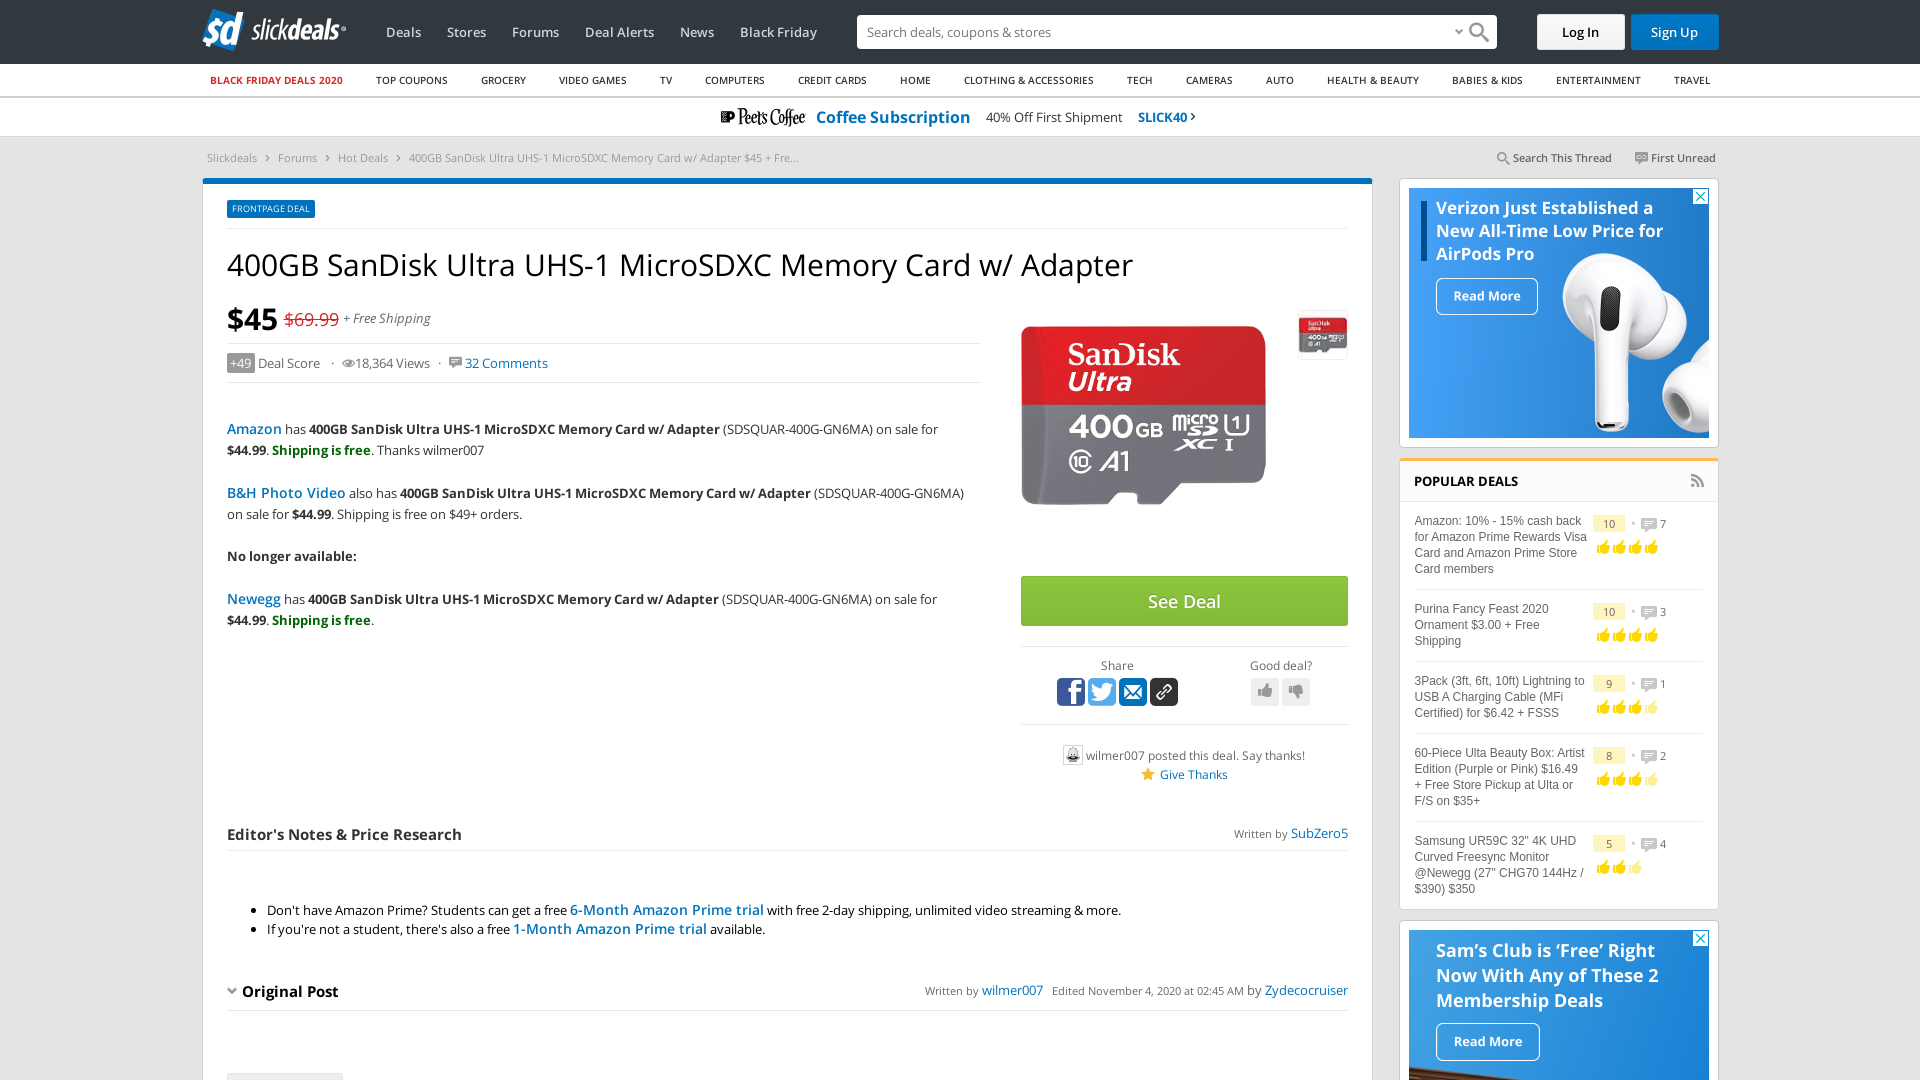 sd slickdeals
Deals Stores Forums Deal Alerts News Black Friday
Search deals, coupons & stores
Log In Sign Up
BLACK FRIDAY DEALS 2020 TOP COUPONS GROCERY VIDEO GAMES TV COMPUTERS CREDIT CARDS HOME CLOTHING & ACCESSORIES TECH CAMERAS AUTO HEALTH & BEAUTY BABIES & KIDS ENTERTAINMENT TRAVEL
Peet's Coffee Coffee Subscription 40% Off First Shipment SLICK40
Slickdeals Forums Hot Deals 400GB SanDisk Ultra UHS-1 MicroSDXC Memory Card w/ Adapter $45 + Fre...
Search This Thread First Unread
FRONTPAGE DEAL
400GB SanDisk Ultra UHS-1 MicroSDXC Memory Card w/ Adapter
$45 $69.99 + Free Shipping
+49 Deal Score · 18,364 Views · 32 Comments
Amazon has 400GB SanDisk Ultra UHS-1 MicroSDXC Memory Card w/ Adapter (SDSQUAR-400G-GN6MA) on sale for
$44.99. Shipping is free. Thanks wilmer007
B&H Photo Video also has 400GB SanDisk Ultra UHS-1 MicroSDXC Memory Card w/ Adapter (SDSQUAR-400G-GN6MA)
on sale for $44.99. Shipping is free on $49+ orders.
No longer available:
Newegg has 400GB SanDisk Ultra UHS-1 MicroSDXC Memory Card w/ Adapter (SDSQUAR-400G-GN6MA) on sale for
$44.99. Shipping is free.
SanDisk
Ultra
400GB micro SD XC I U1
10 A1
SanDisk
Ultra
400GB
See Deal
Share
Good deal?
wilmer007 posted this deal. Say thanks!
Give Thanks
Editor's Notes & Price Research
Written by SubZero5
• Don't have Amazon Prime? Students can get a free 6-Month Amazon Prime trial with free 2-day shipping, unlimited video streaming & more.
• If you're not a student, there's also a free 1-Month Amazon Prime trial available.
Original Post
Written by wilmer007 Edited November 4, 2020 at 02:45 AM by Zydecocruiser
Verizon Just Established a
New All-Time Low Price for
AirPods Pro
Read More
POPULAR DEALS
Amazon: 10% - 15% cash back
for Amazon Prime Rewards Visa
Card and Amazon Prime Store
Card members
10 • 7
Purina Fancy Feast 2020
Ornament $3.00 + Free
Shipping
10 • 3
3Pack (3ft, 6ft, 10ft) Lightning to
USB A Charging Cable (MFi
Certified) for $6.42 + FSSS
9 • 1
60-Piece Ulta Beauty Box: Artist
Edition (Purple or Pink) $16.49
+ Free Store Pickup at Ulta or
F/S on $35+
8 • 2
Samsung UR59C 32" 4K UHD
Curved Freesync Monitor
@Newegg (27" CHG70 144Hz /
$390) $350
5 • 4
Sam's Club is 'Free' Right
Now With Any of These 2
Membership Deals
Read More